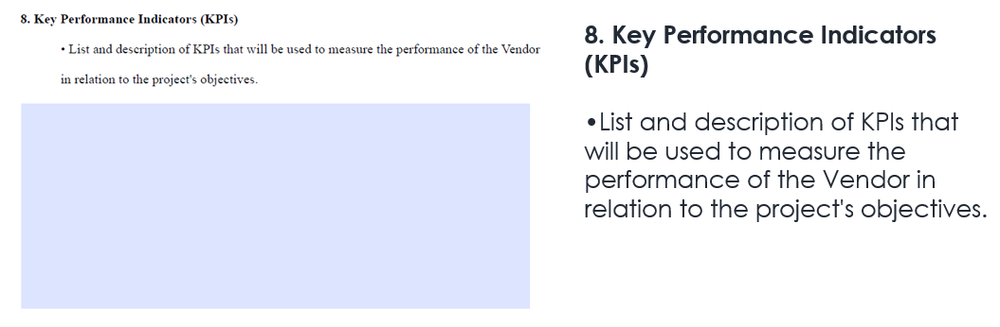 8. Key Performance Indicators (KPIs)
• List and description of KPIs that will be used to measure the performance of the Vendor
in relation to the project's objectives.
8. Key Performance Indicators
(KPIs)
•List and description of KPIs that
will be used to measure the
performance of the Vendor in
relation to the project's objectives.